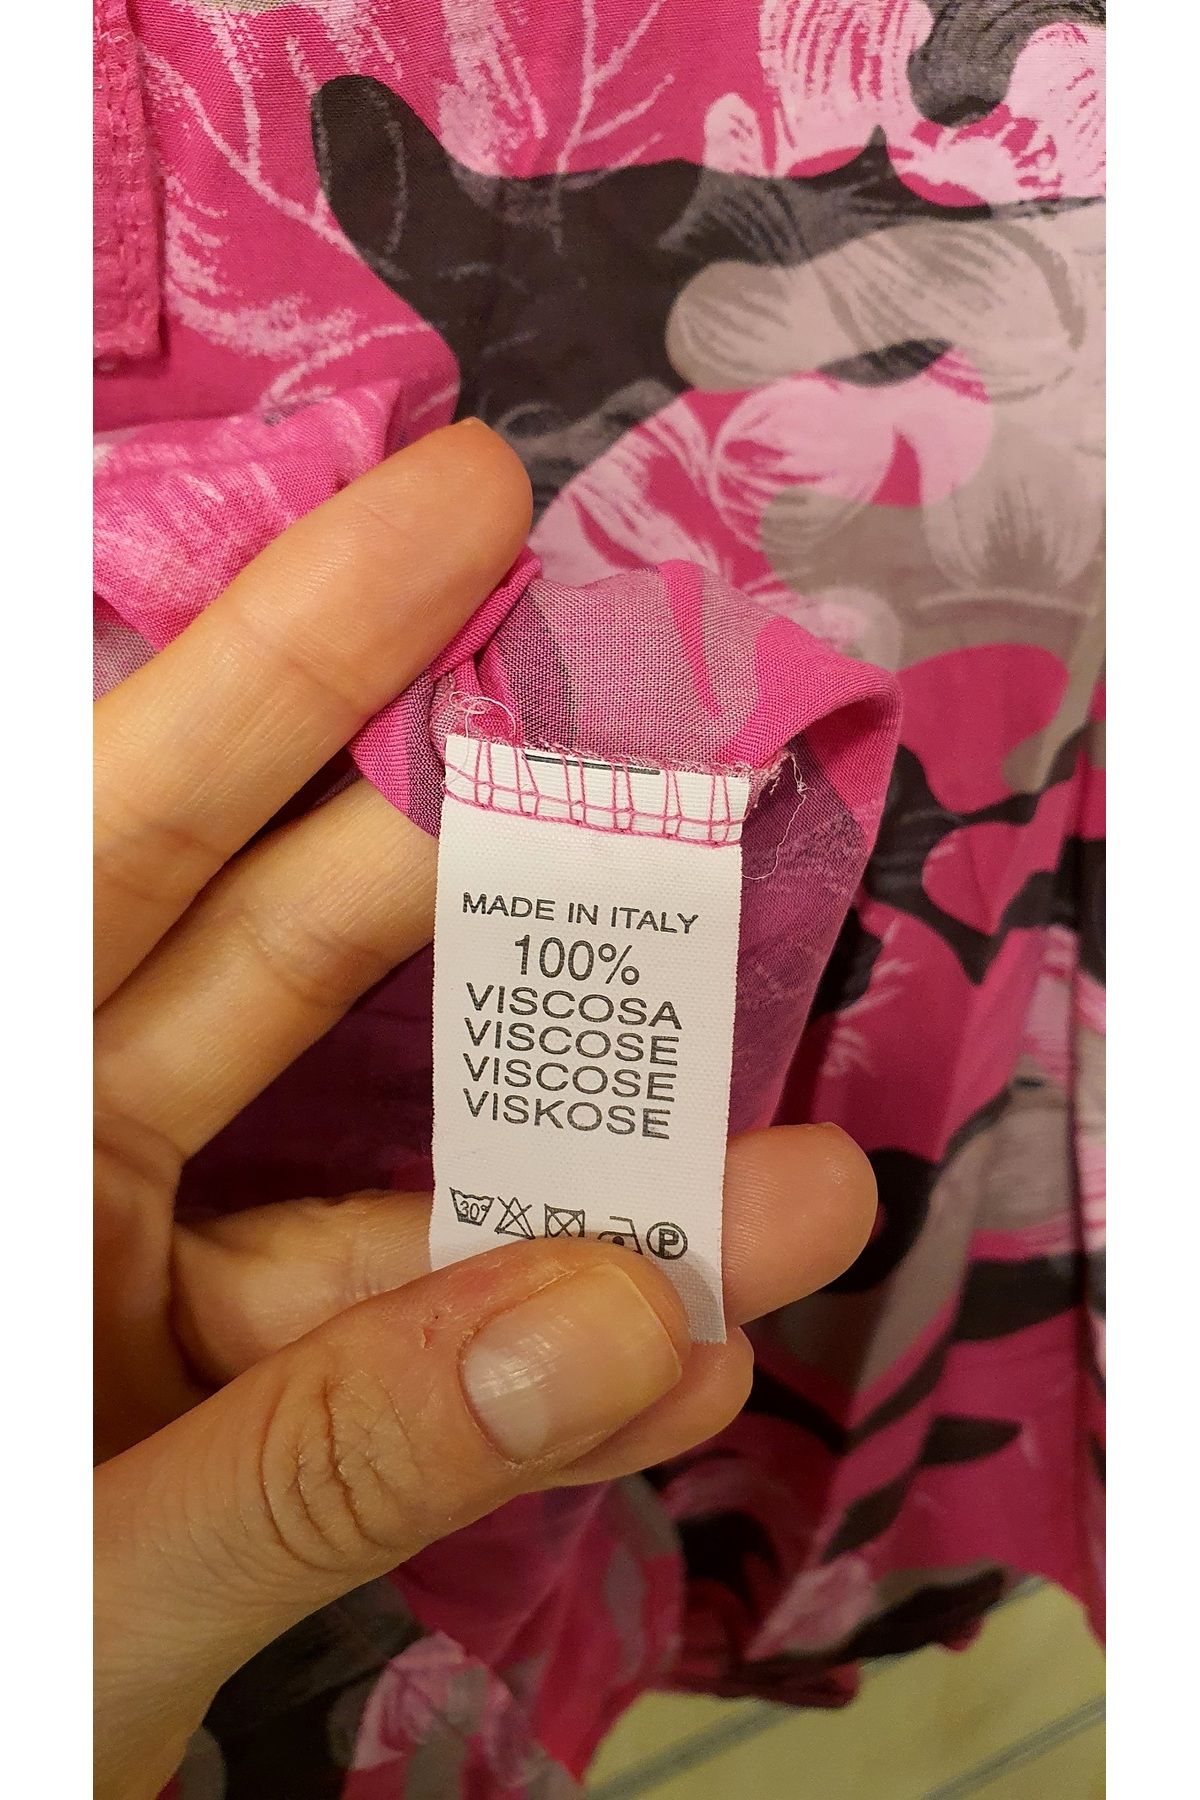 MADE IN ITALY
100%
VISCOSA
VISCOSE
VISCOSE
VISKOSE
30° P